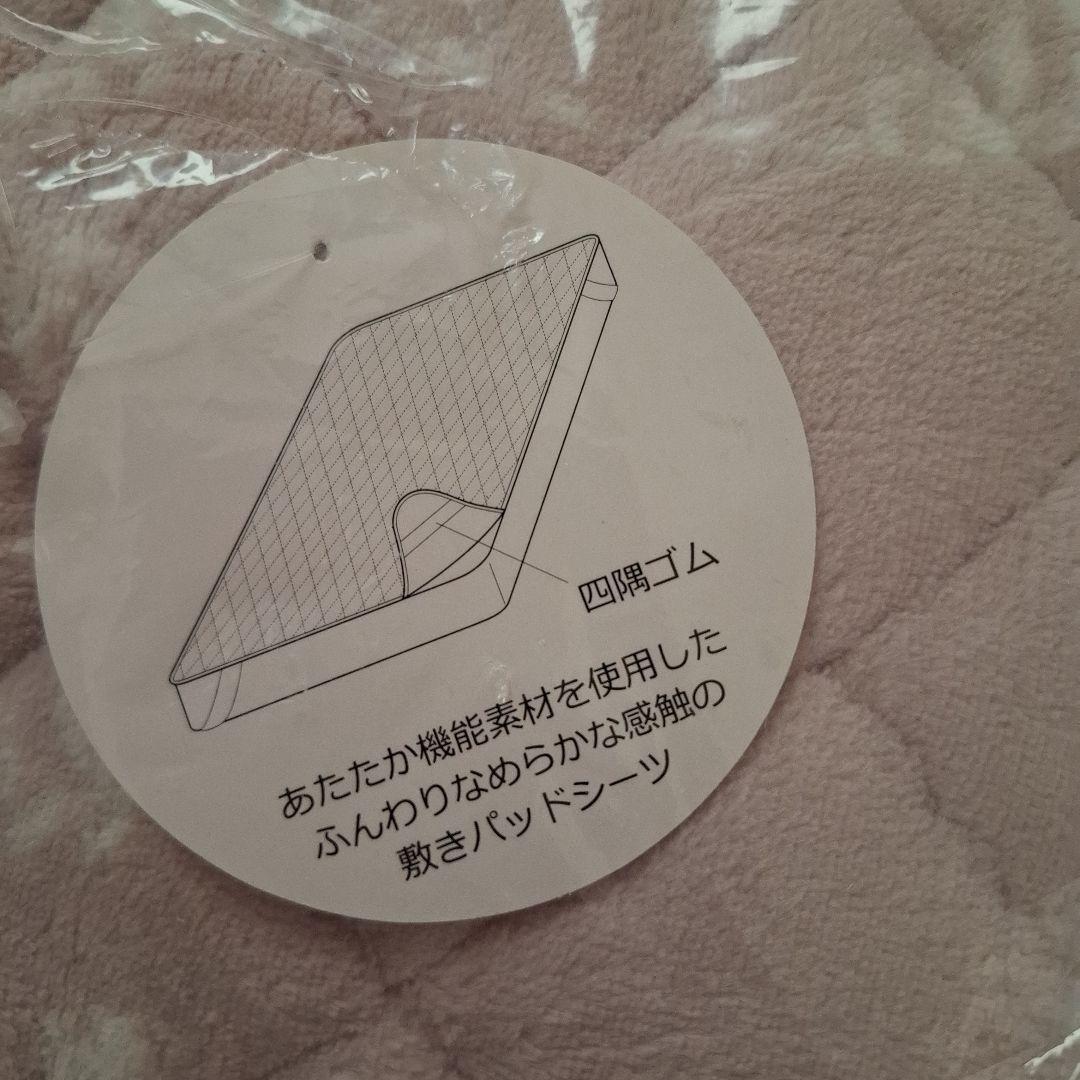 四隅ゴム
あたたか機能素材を使用した
ふんわりなめらかな感触の
敷きパッドシーツ